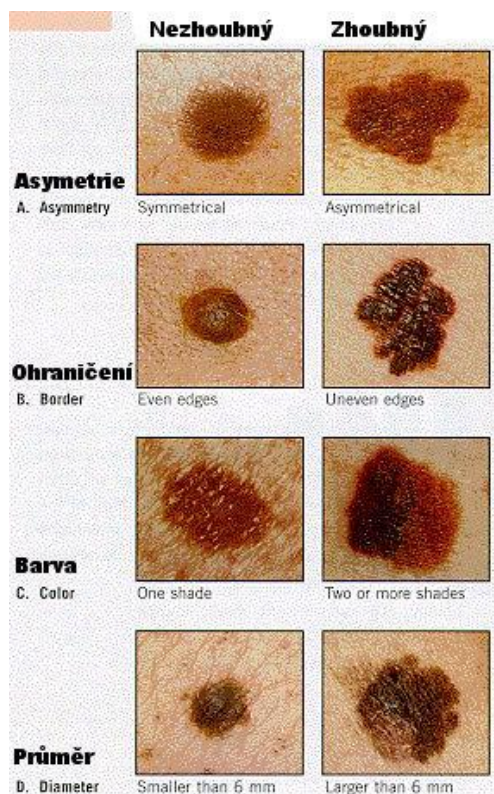 Nezhoubný Zhoubný
Asymetrie
A. Asymmetry Symmetrical Asymmetrical
Ohraničení
B. Border Even edges Uneven edges
Barva
C. Color One shade Two or more shades
Průměr
D. Diameter Smaller than 6 mm Larger than 6 mm